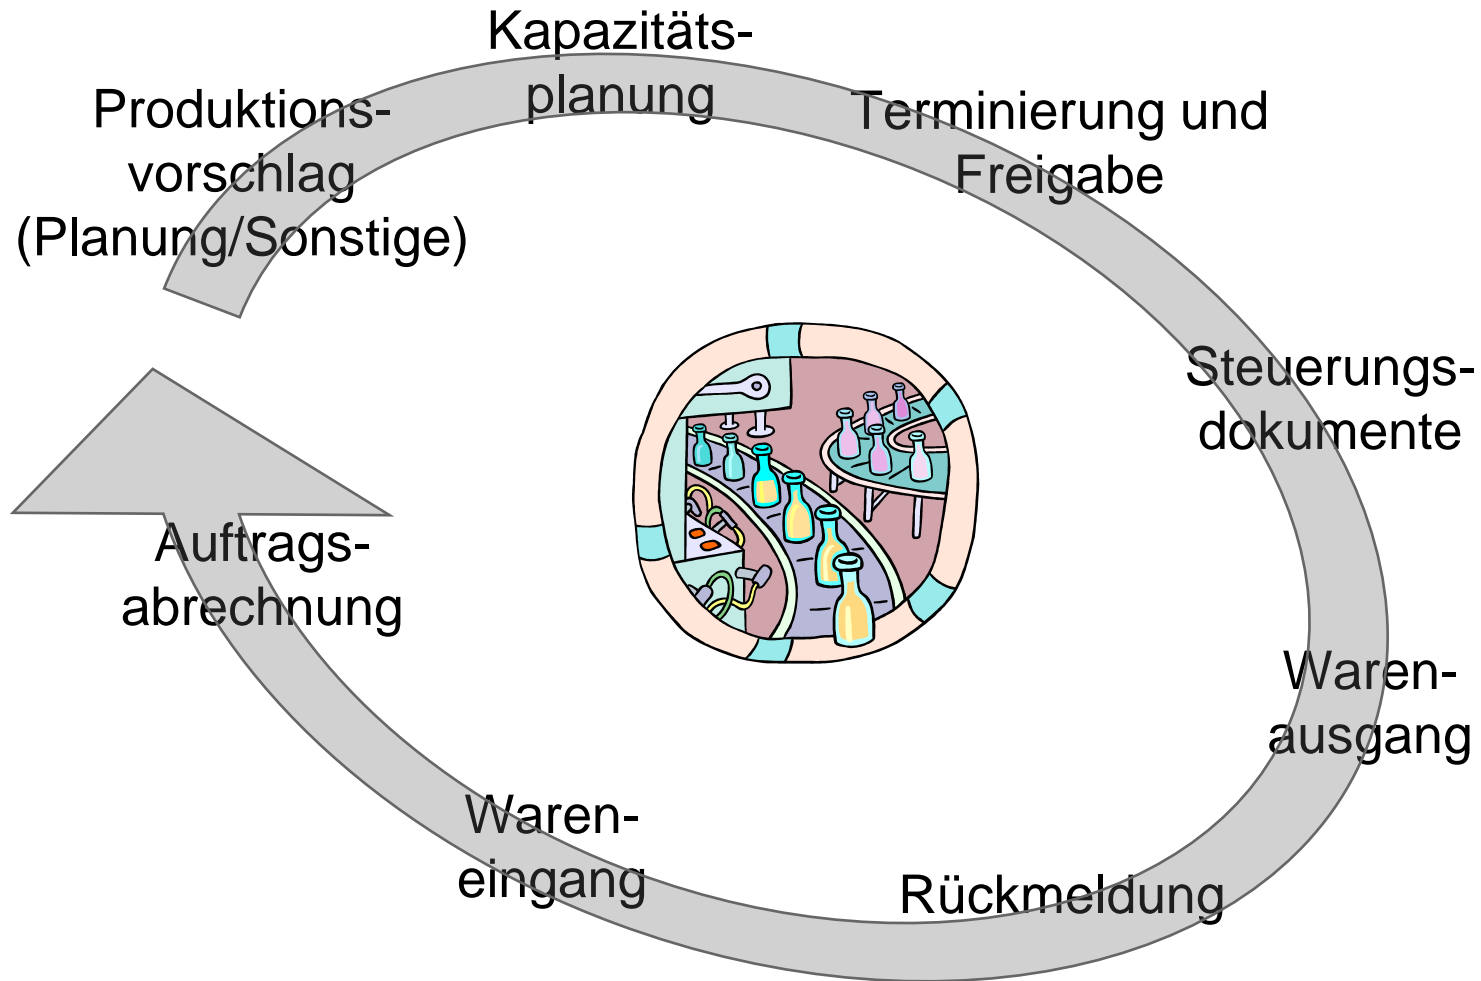 Kapazitäts-
planung
Produktions-
vorschlag
(Planung/Sonstige)
Terminierung und
Freigabe
Steuerungs-
dokumente
Waren-
ausgang
Rückmeldung
Waren-
eingang
Auftrags-
abrechnung